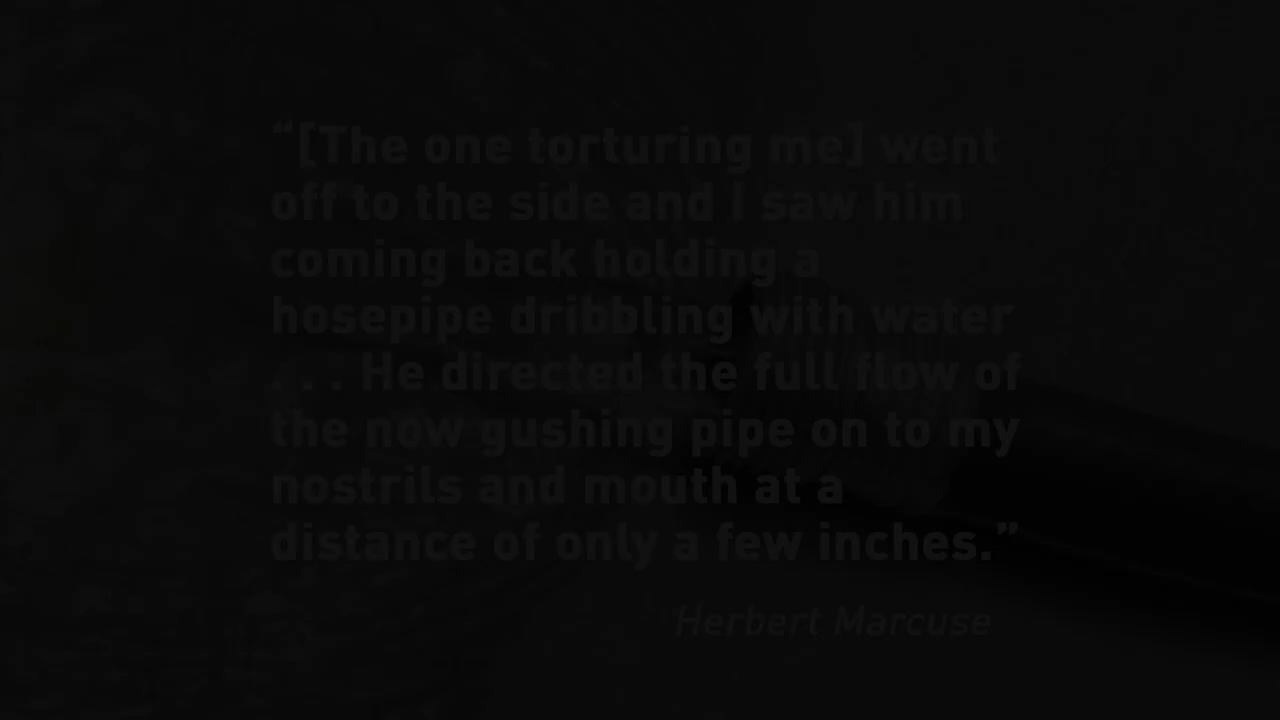 “[The one torturing me] went
off to the side and I saw him
coming back holding a
hosepipe dribbling with water
. . . He directed the full flow of
the now gushing pipe on to my
nostrils and mouth at a
distance of only a few inches.”
Herbert Marcuse